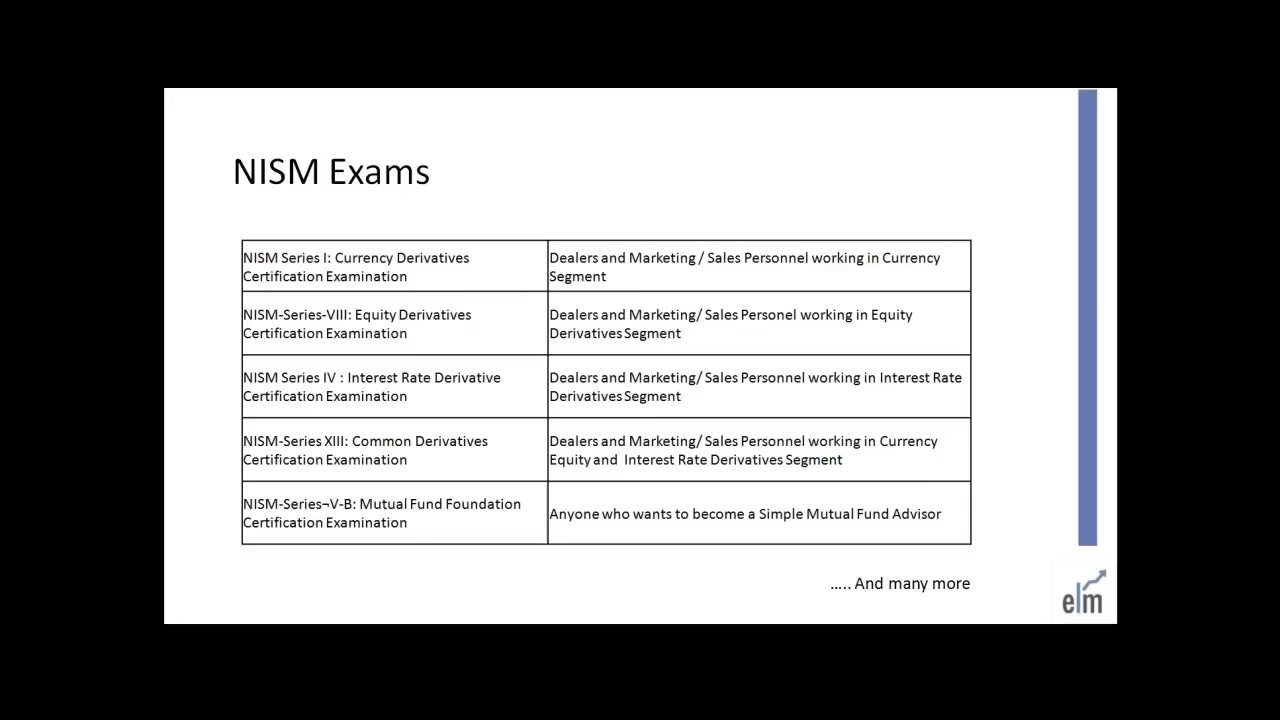 NISM Exams
NISM Series I: Currency Derivatives
Certification Examination
Dealers and Marketing / Sales Personnel working in Currency
Segment
NISM-Series-VIII: Equity Derivatives
Certification Examination
Dealers and Marketing/ Sales Personel working in Equity
Derivatives Segment
NISM Series IV : Interest Rate Derivative
Certification Examination
Dealers and Marketing/ Sales Personnel working in Interest Rate
Derivatives Segment
NISM-Series XIII: Common Derivatives
Certification Examination
Dealers and Marketing/ Sales Personnel working in Currency
Equity and Interest Rate Derivatives Segment
NISM-Series¬V-B: Mutual Fund Foundation
Certification Examination
Anyone who wants to become a Simple Mutual Fund Advisor
..... And many more
elm